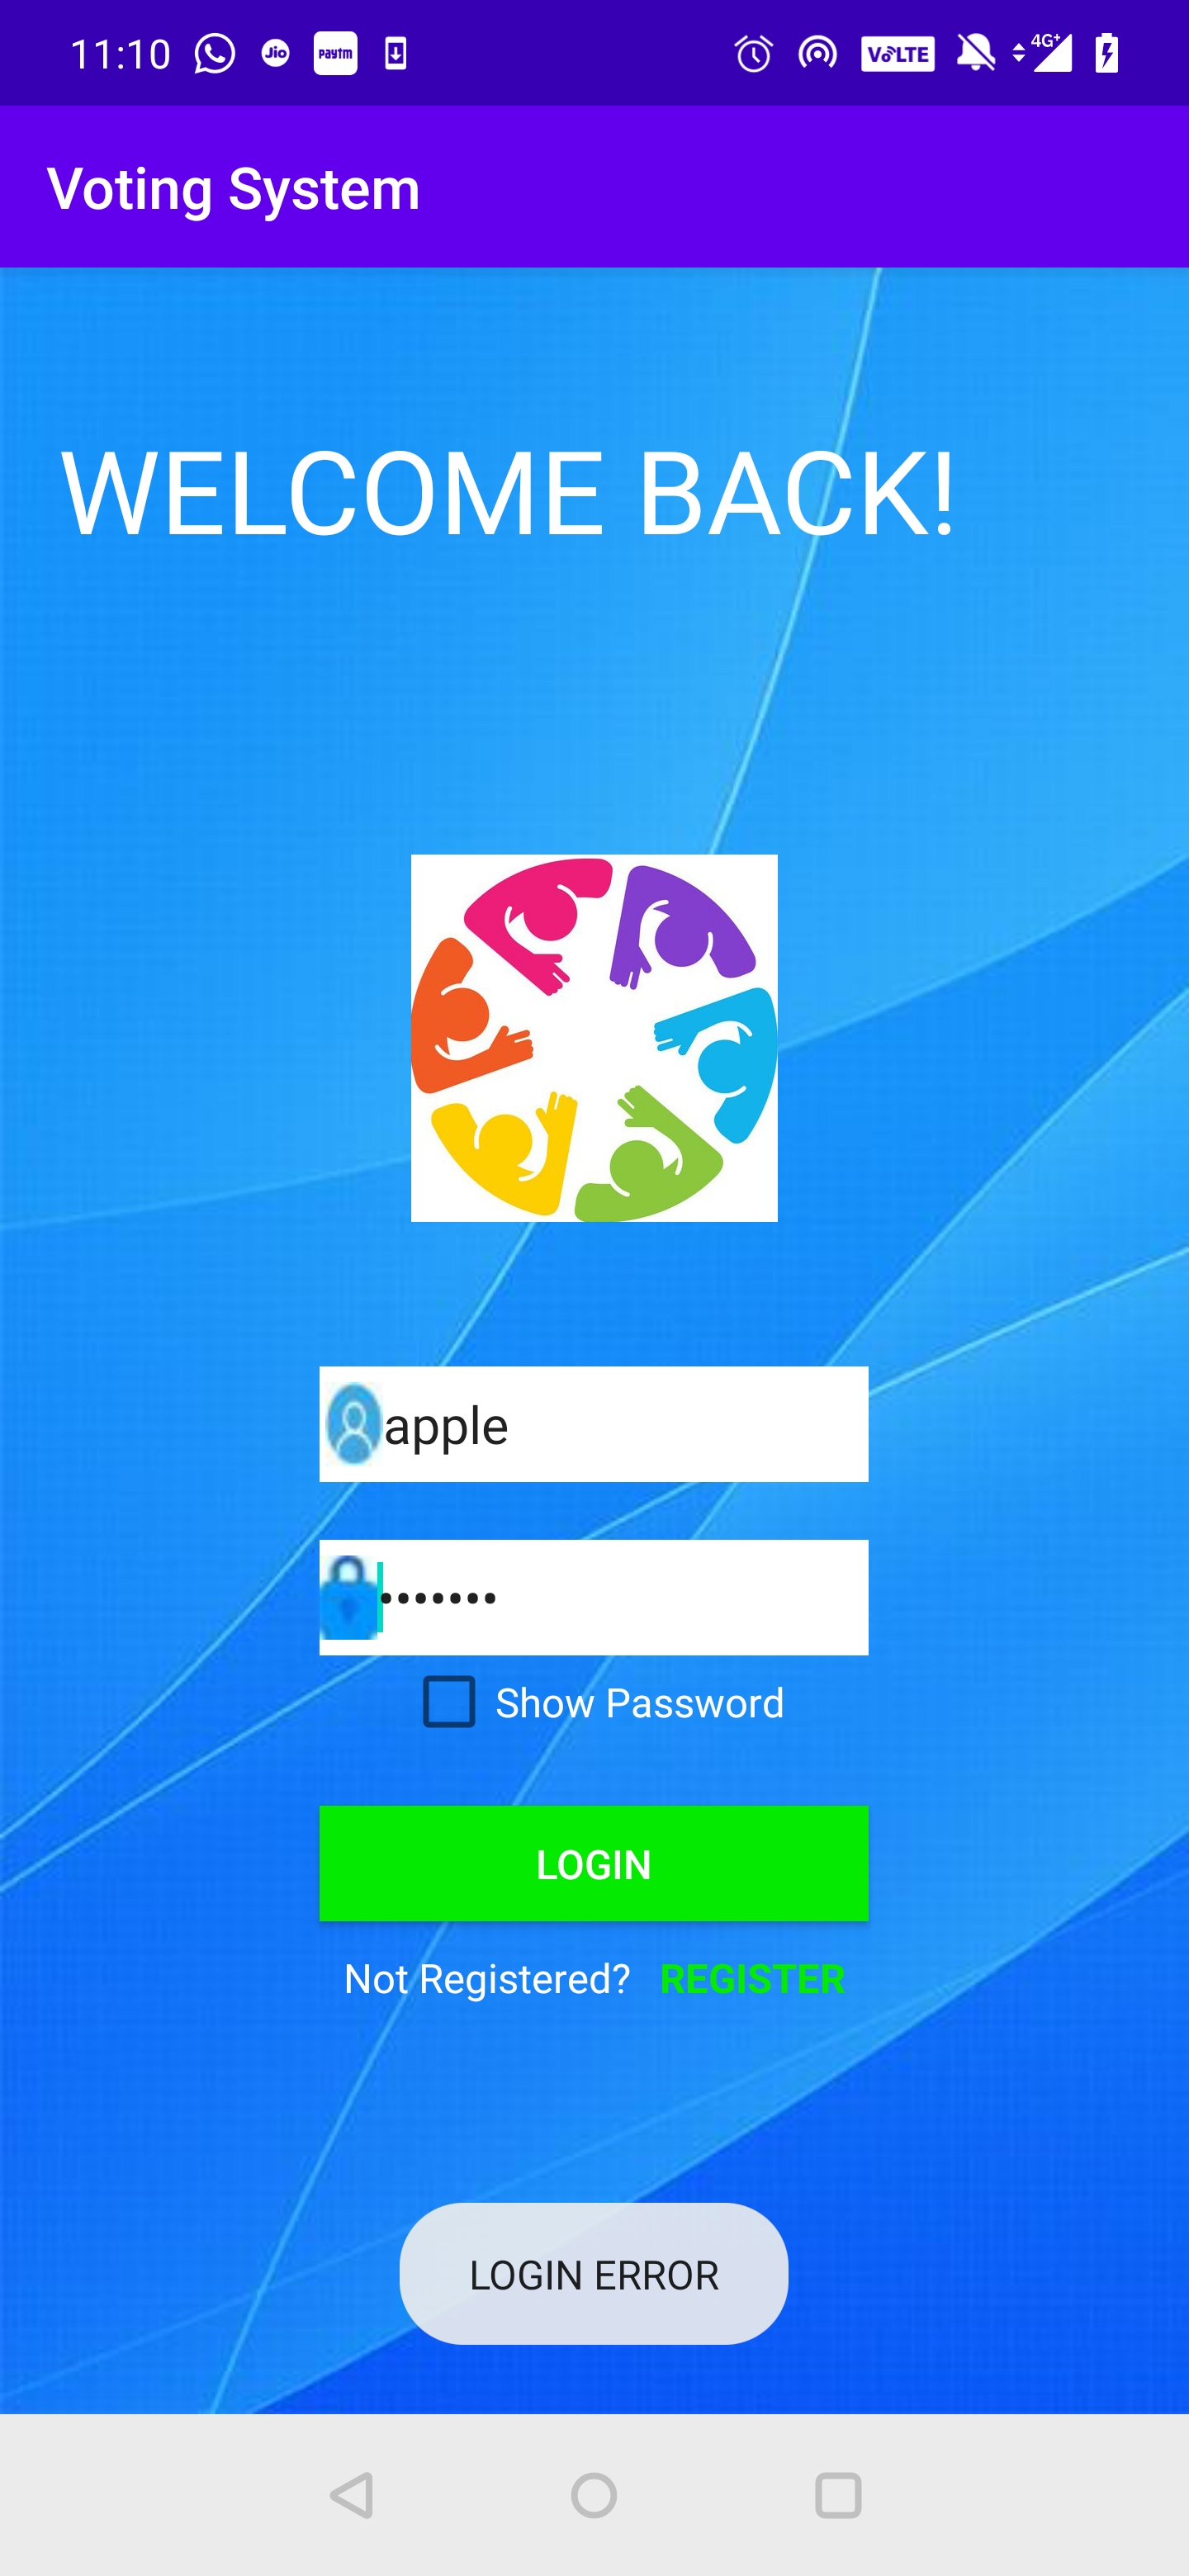 11:10 Jio paytm VoLTE 4G+
Voting System
WELCOME BACK!
apple
•••••••
Show Password
LOGIN
Not Registered? REGISTER
LOGIN ERROR